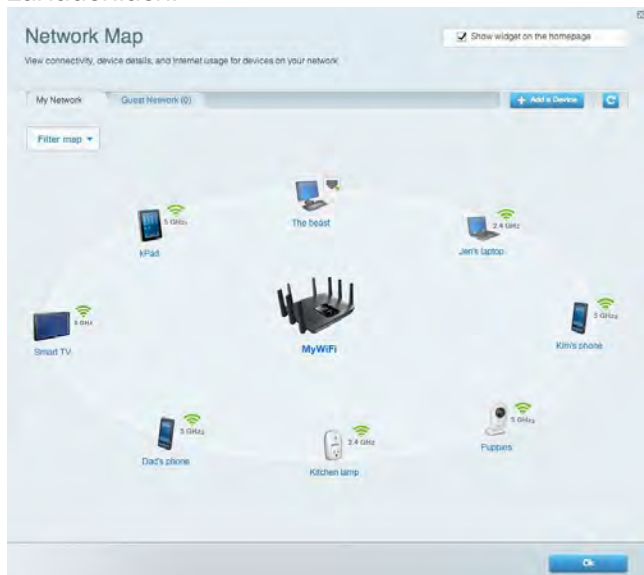 Network Map
Show widget on the homepage
View connectivity, device details, and Internet usage for devices on your network
My Network
Guest Network (0)
+ Add a Device
Filter map
The beast
5 GHz
kPad
2.4 GHz
Jen's laptop
5 GHz
Smart TV
MyWiFi
5 GHz
Kim's phone
5 GHz
Dad's phone
2.4 GHz
Kitchen lamp
5 GHz
Puppies
Ok